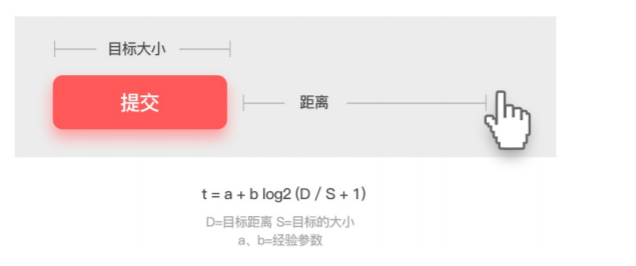 目标大小
提交
距离
t = a + b log2 (D / S + 1)
D=目标距离 S=目标的大小
a、b=经验参数